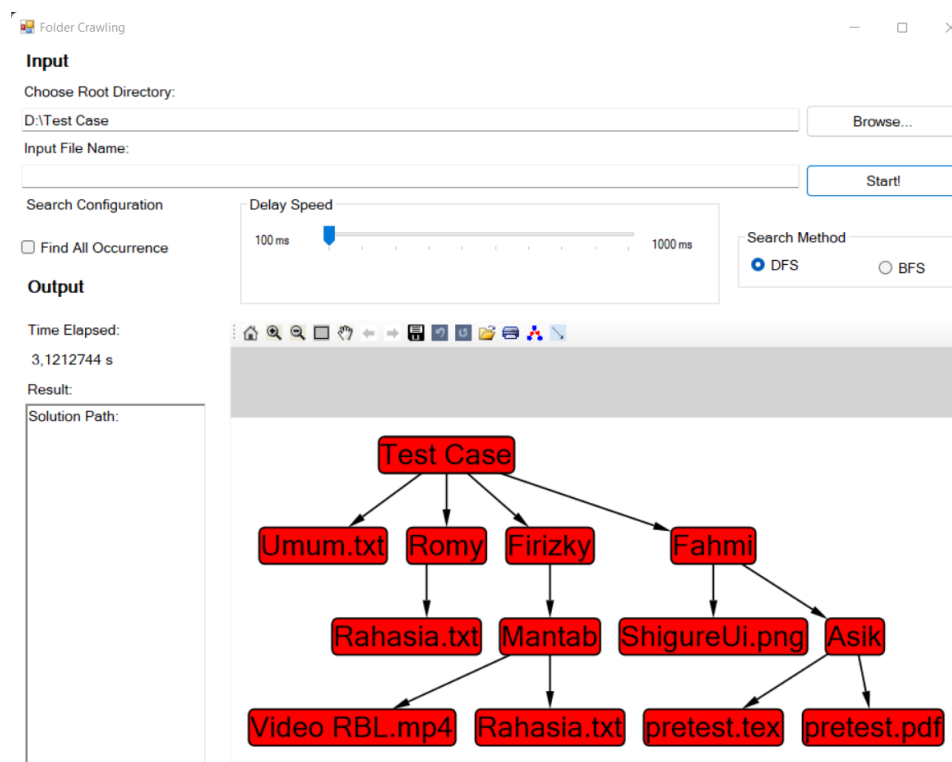 Folder Crawling
Input
Choose Root Directory:
D:\Test Case
Browse...
Input File Name:
Start!
Search Configuration
Delay Speed
100 ms
1000 ms
Find All Occurrence
Search Method
DFS
BFS
Output
Time Elapsed:
3,1212744 s
Result:
Solution Path:
Test Case
Umum.txt
Romy
Firizky
Fahmi
Rahasia.txt
Mantab
ShigureUi.png
Asik
Video RBL.mp4
Rahasia.txt
pretest.tex
pretest.pdf